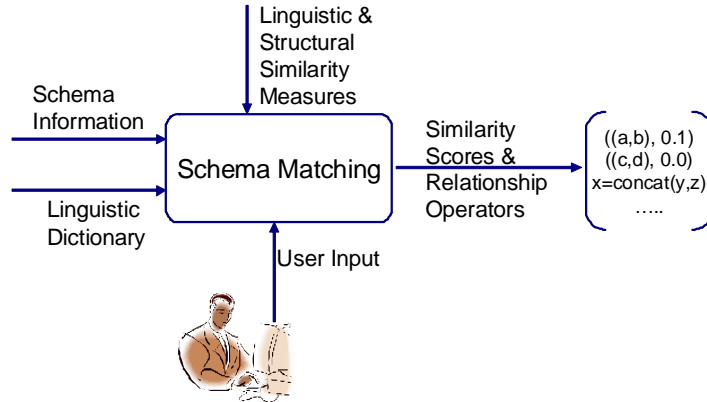 Linguistic &
Structural
Similarity
Measures
Schema
Information
Schema Matching
Linguistic
Dictionary
User Input
Similarity
Scores &
Relationship
Operators
((a,b), 0.1)
((c,d), 0.0)
x=concat(y,z)
…..